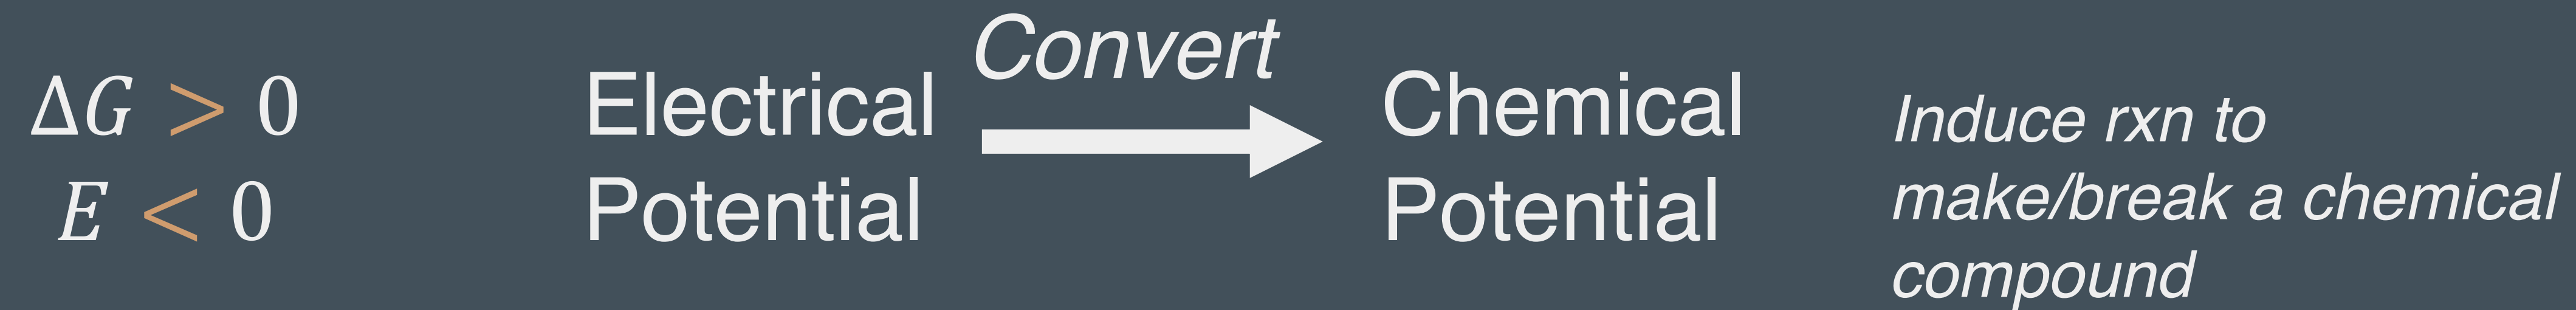 ΔG > 0
E < 0
Electrical
Potential
Convert
Chemical
Potential
Induce rxn to
make/break a chemical
compound